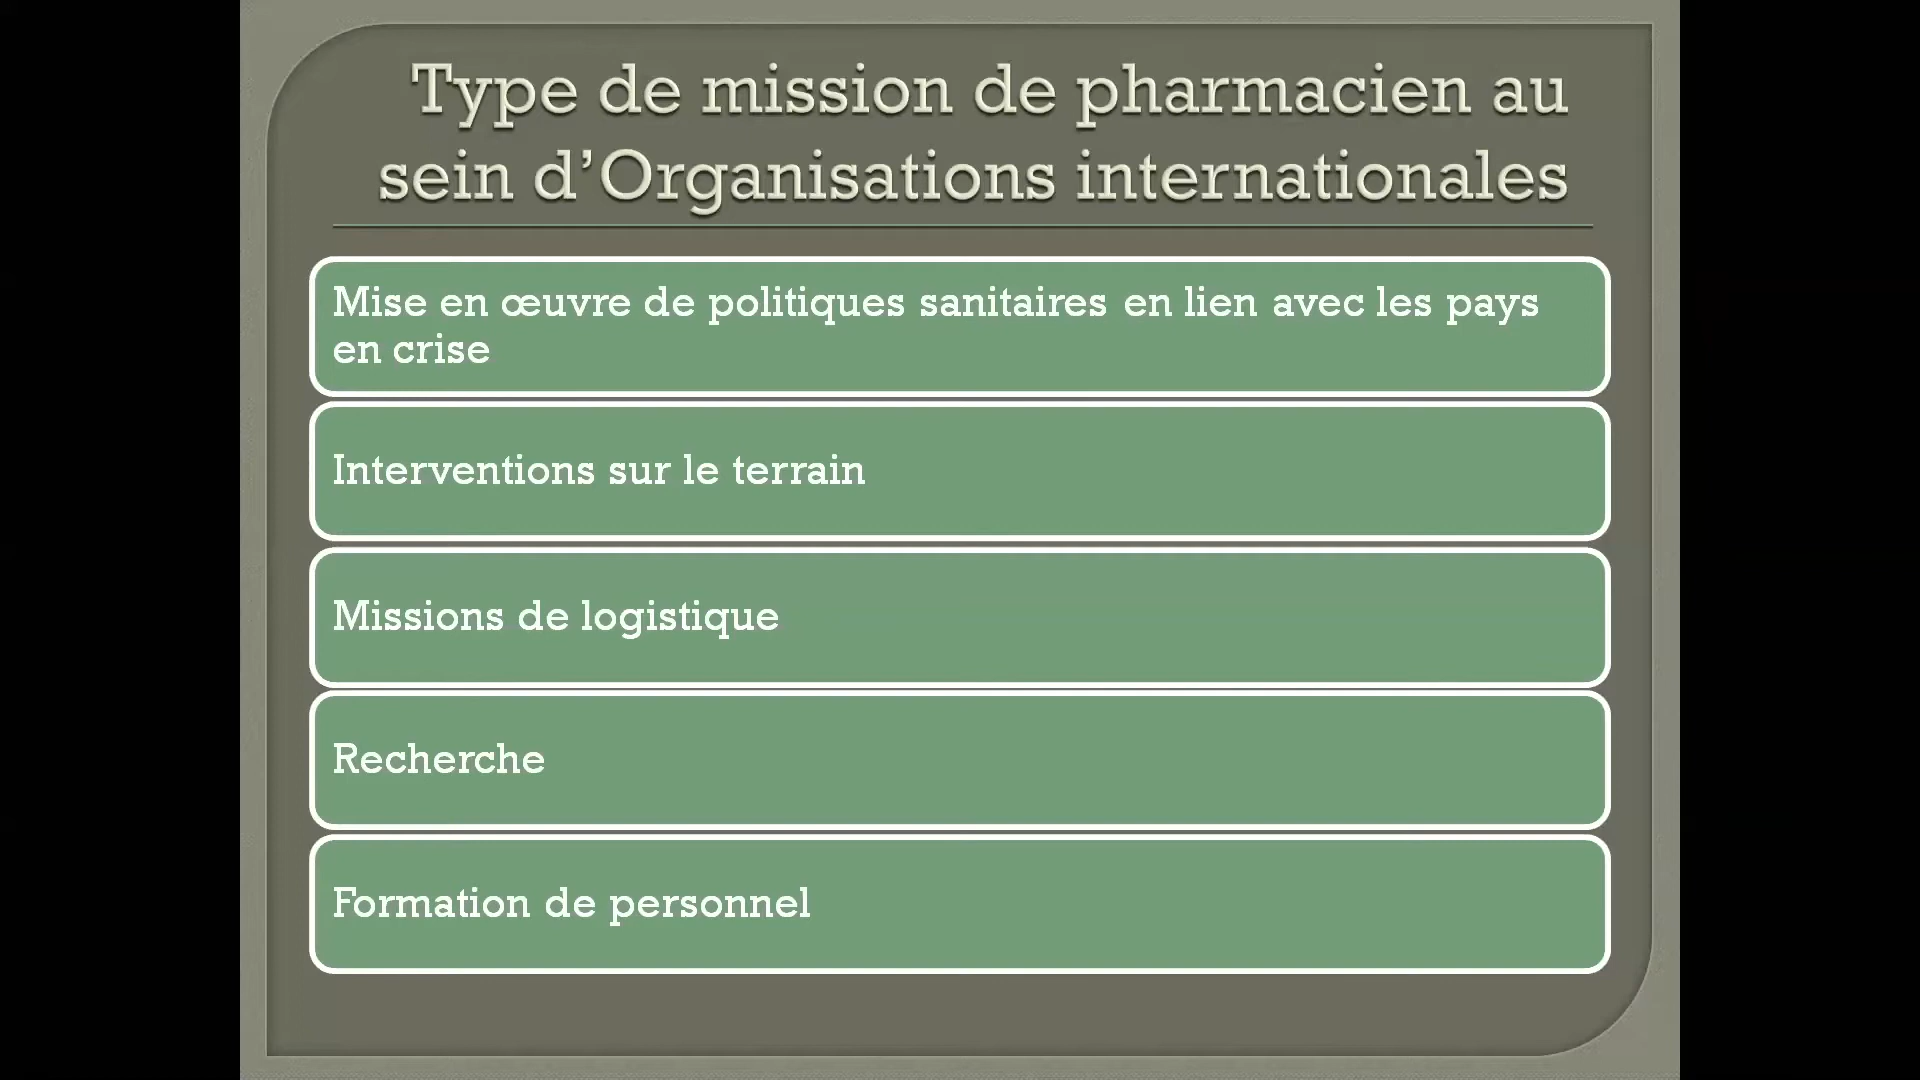 Type de mission de pharmacien au
sein d’Organisations internationales
Mise en œuvre de politiques sanitaires en lien avec les pays
en crise
Interventions sur le terrain
Missions de logistique
Recherche
Formation de personnel